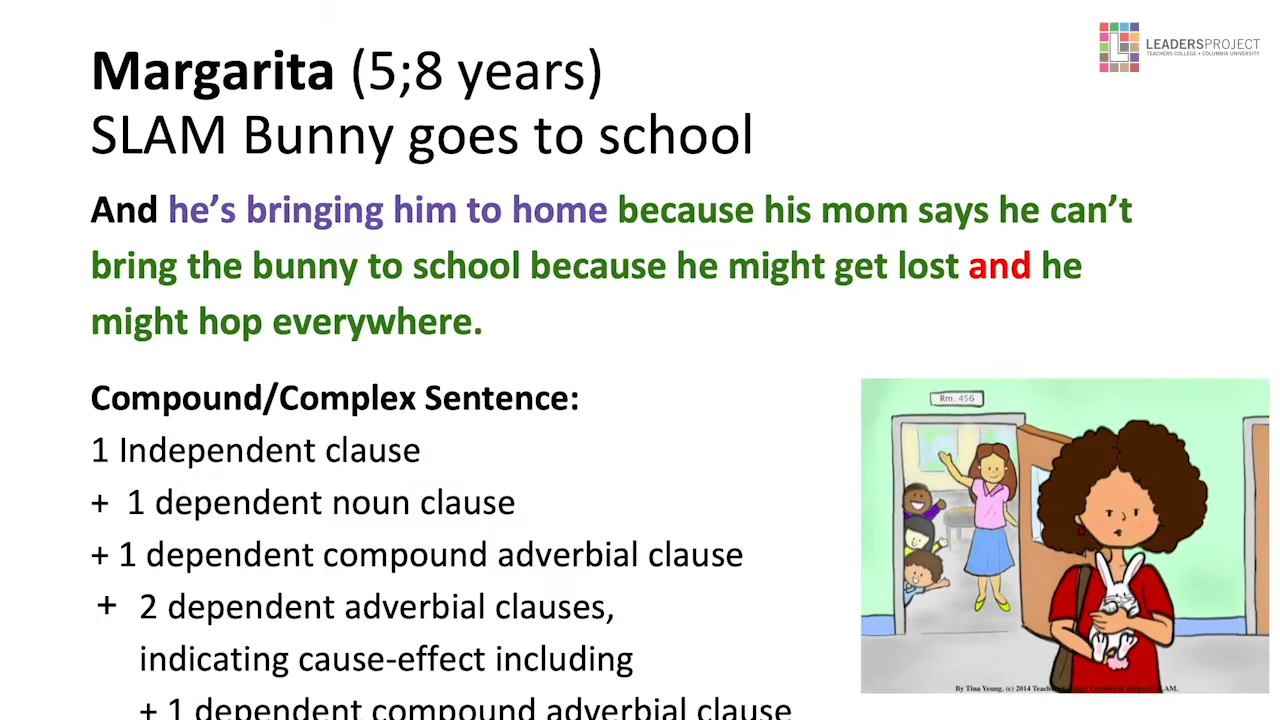 LEADERSPROJECT
TEACHERS COLLEGE • COLUMBIA UNIVERSITY
Margarita (5;8 years)
SLAM Bunny goes to school
And he's bringing him to home because his mom says he can't
bring the bunny to school because he might get lost and he
might hop everywhere.
Compound/Complex Sentence:
1 Independent clause
+ 1 dependent noun clause
+ 1 dependent compound adverbial clause
+ 2 dependent adverbial clauses,
indicating cause-effect including
+ 1 dependent compound adverbial clause
Rm. 456
By Tina Yeung. (c) 2014 Teach